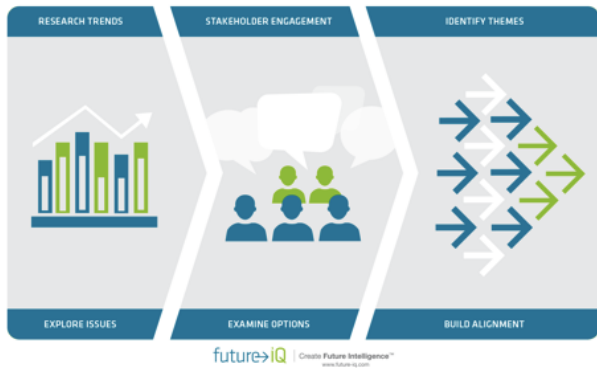 RESEARCH TRENDS
STAKEHOLDER ENGAGEMENT
IDENTIFY THEMES
EXPLORE ISSUES
EXAMINE OPTIONS
BUILD ALIGNMENT
future→iQ | Create Future Intelligence™
www.future-iq.com